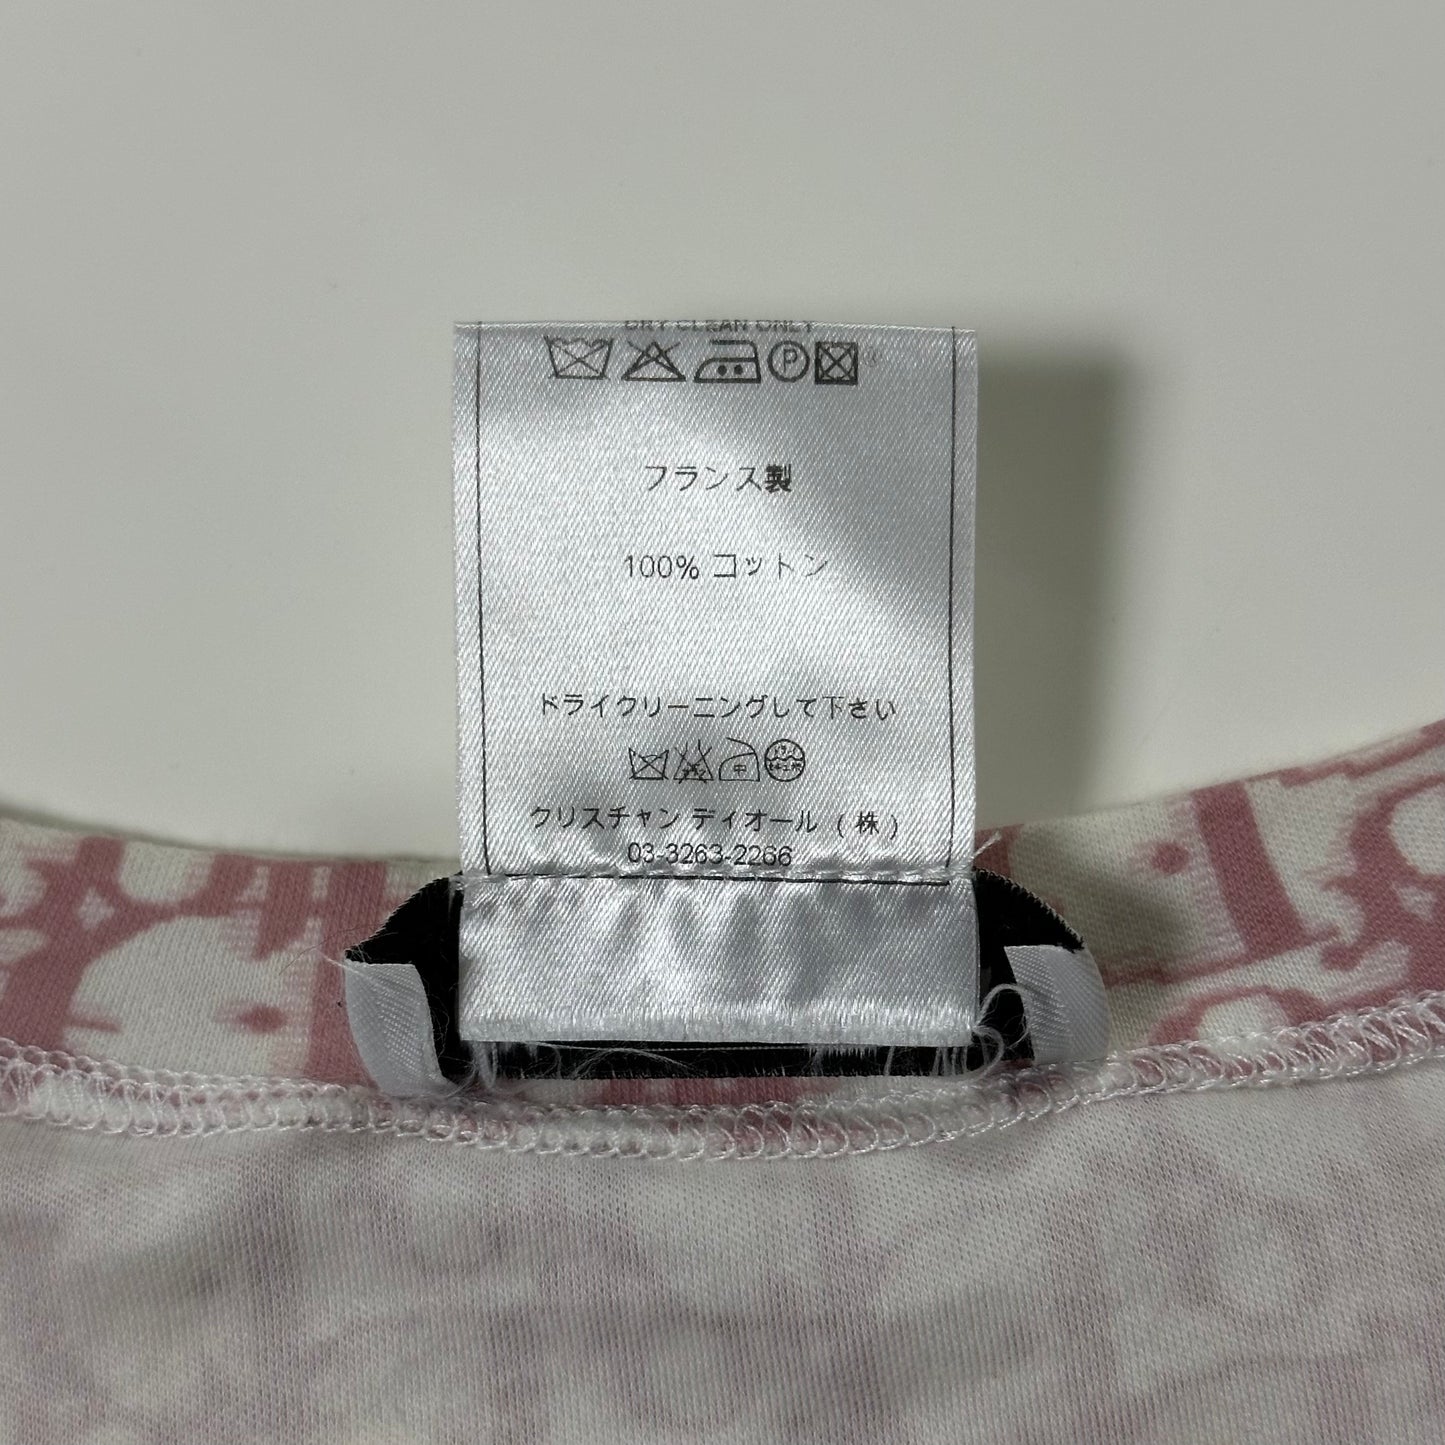 DRY CLEAN ONLY
P
フランス製
100% コットン
ドライクリーニングして下さい
中
クリスチャン ディオール (株)
03-3263-2266